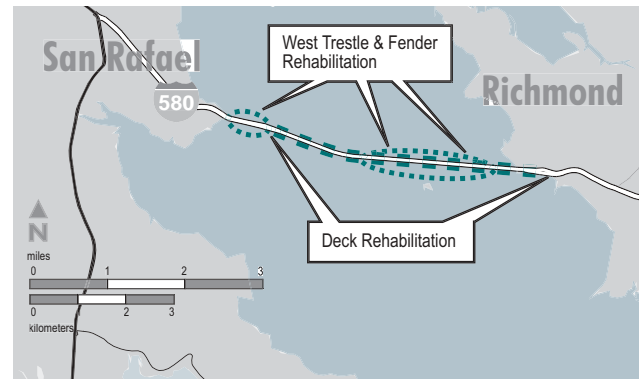 San Rafael
West Trestle & Fender
Rehabilitation
580
Richmond
Deck Rehabilitation
N
miles
0 1 2 3
0 1 2 3
kilometers